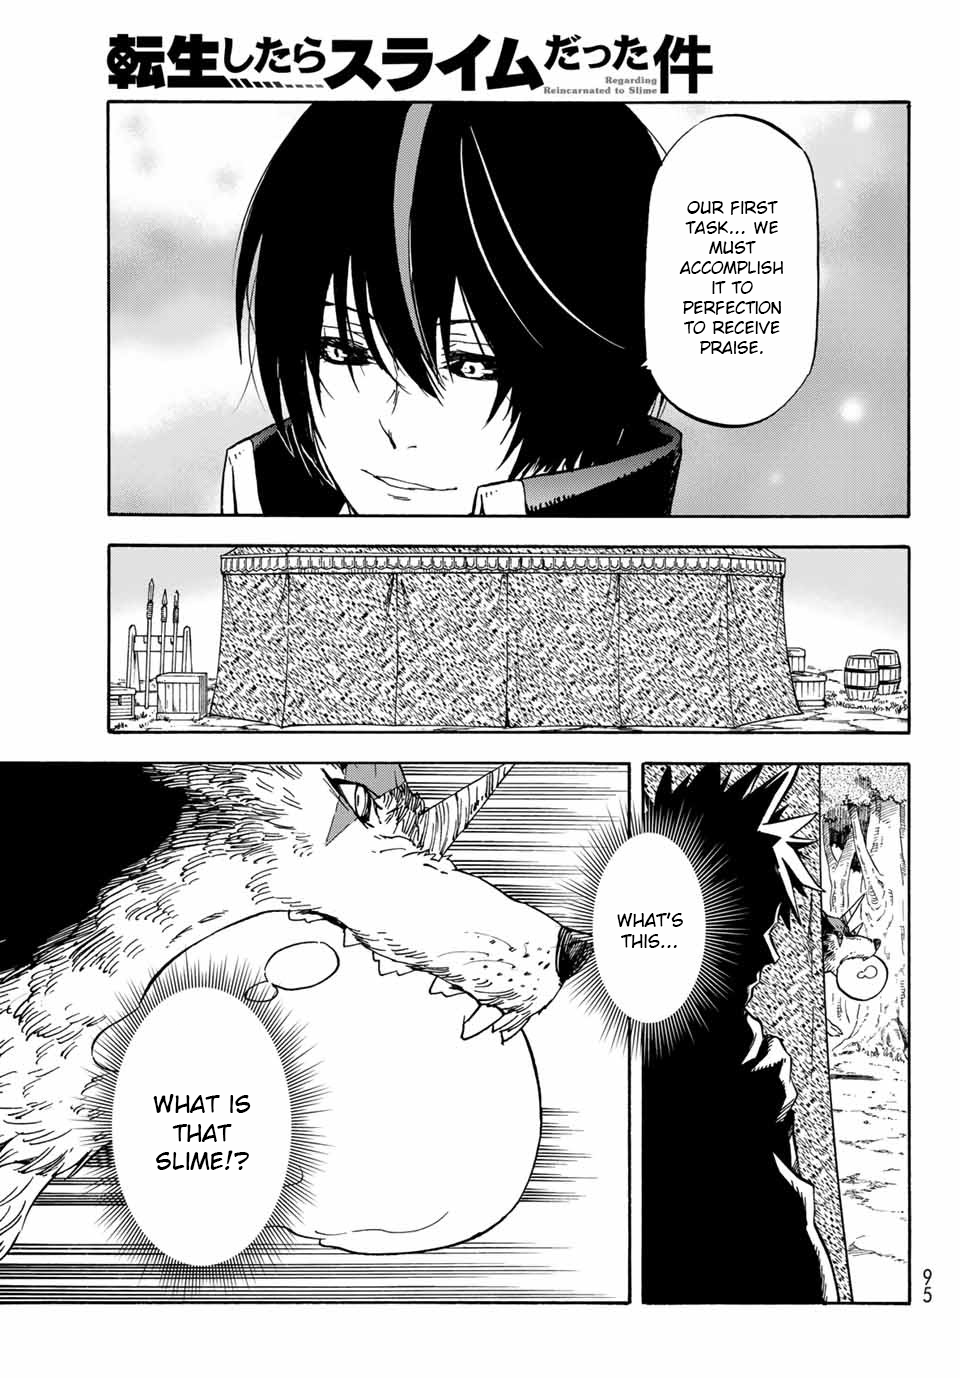 転生したらスライムだった件
Regarding
Reincarnated to Slime
OUR FIRST
TASK... WE
MUST
ACCOMPLISH
IT TO
PERFECTION
TO RECEIVE
PRAISE.
WHAT'S
THIS...
WHAT IS
THAT
SLIME!?
95